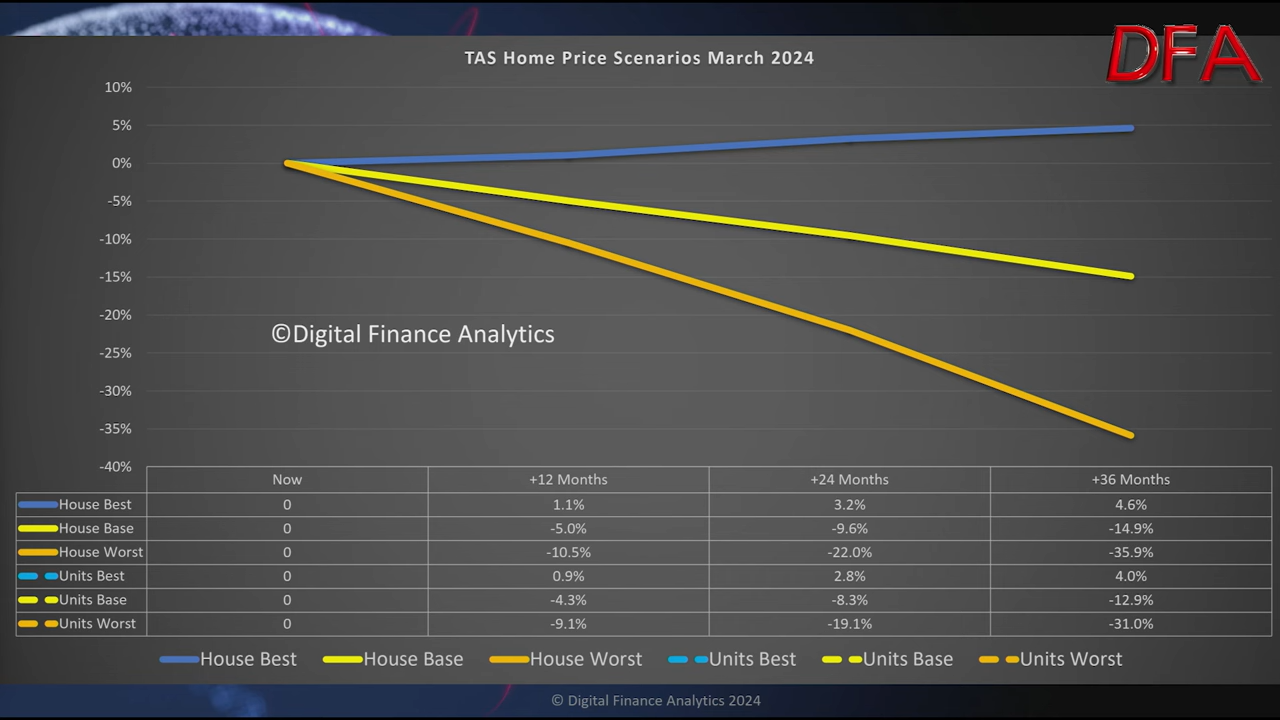 DFA
TAS Home Price Scenarios March 2024
10%
5%
0%
-5%
-10%
-15%
-20%
-25%
-30%
-35%
-40%
©Digital Finance Analytics
Now +12 Months +24 Months +36 Months
House Best 0 1.1% 3.2% 4.6%
House Base 0 -5.0% -9.6% -14.9%
House Worst 0 -10.5% -22.0% -35.9%
Units Best 0 0.9% 2.8% 4.0%
Units Base 0 -4.3% -8.3% -12.9%
Units Worst 0 -9.1% -19.1% -31.0%
House Best House Base House Worst Units Best Units Base Units Worst
© Digital Finance Analytics 2024